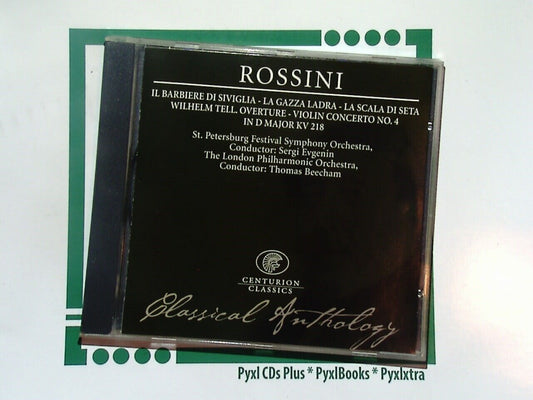 ROSSINI
IL BARBIERE DI SIVIGLIA - LA GAZZA LADRA - LA SCALA DI SETA
WILHELM TELL. OVERTURE - VIOLIN CONCERTO NO. 4
IN D MAJOR KV 218
St. Petersburg Festival Symphony Orchestra,
Conductor: Sergi Evgenin
The London Philharmonic Orchestra,
Conductor: Thomas Beecham
CENTURION
CLASSICS
Classical Anthology
Pyxl CDs Plus * PyxlBooks * Pyxlxtra